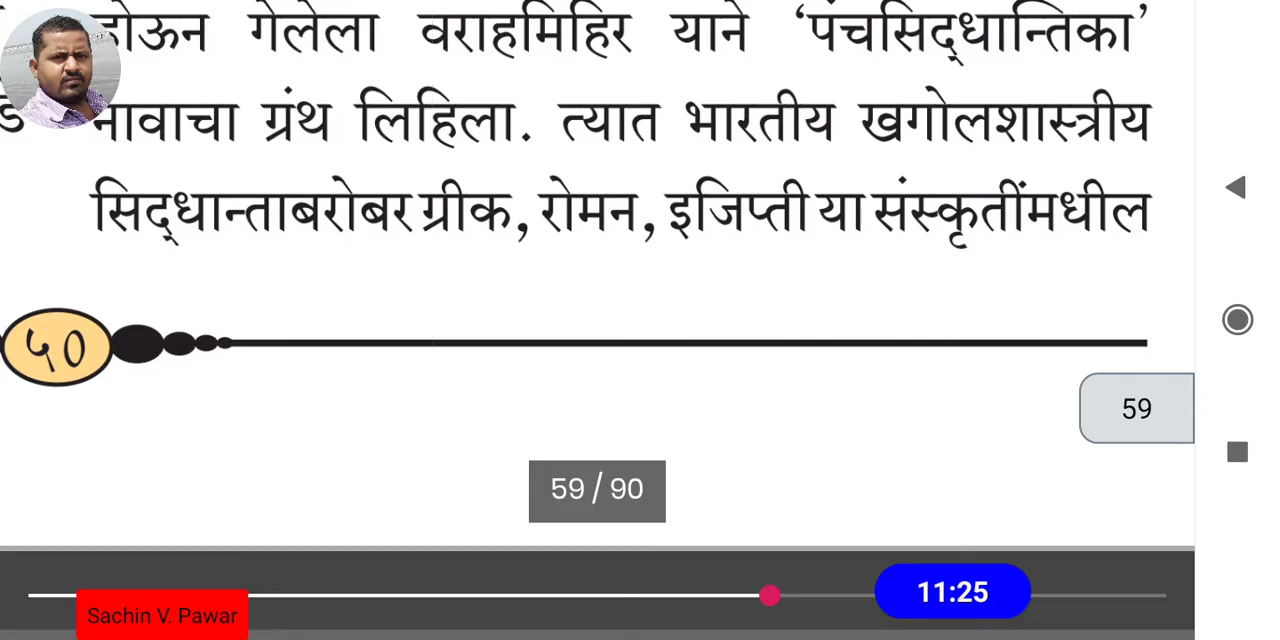 होऊन गेलेला वराहमिहिर याने ‘पंचसिद्धान्तिका’
नावाचा ग्रंथ लिहिला. त्यात भारतीय खगोलशास्त्रीय
सिद्धान्ताबरोबर ग्रीक, रोमन, इजिप्ती या संस्कृतींमधील
५०
59
59 / 90
11:25
Sachin V. Pawar